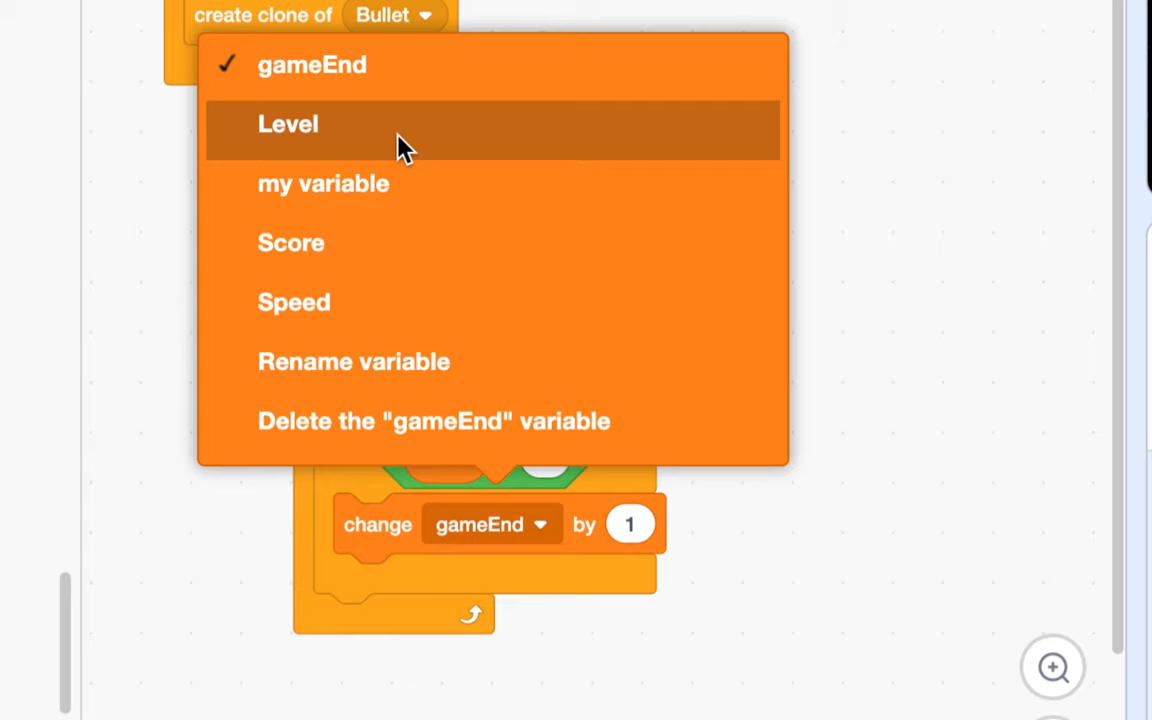 create clone of Bullet
✓ gameEnd
Level
my variable
Score
Speed
Rename variable
Delete the "gameEnd" variable
change gameEnd by 1